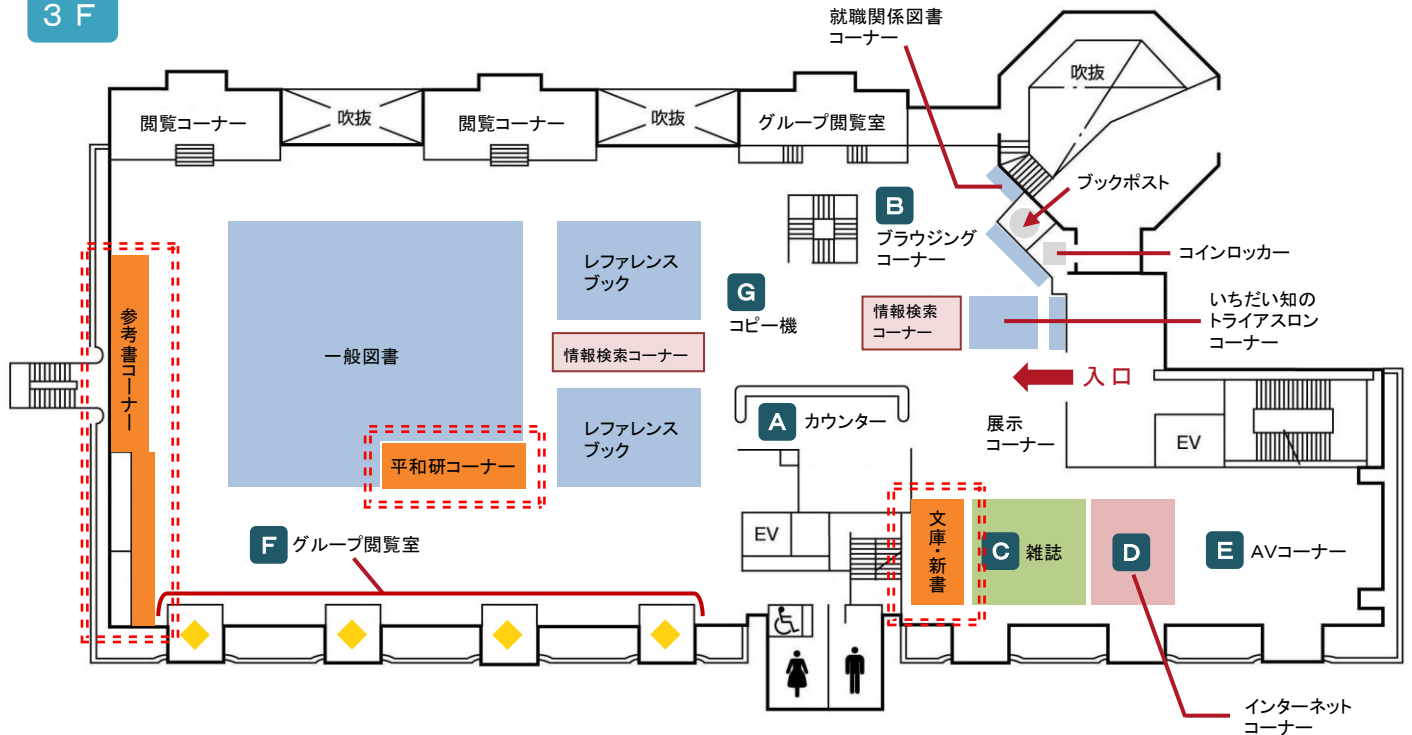 3F
就職関係図書
コーナー
吹抜
閲覧コーナー
吹抜
閲覧コーナー
吹抜
グループ閲覧室
ブックポスト
B
ブラウジング
コーナー
コインロッカー
レファレンス
ブック
G
コピー機
情報検索
コーナー
いちだい知の
トライアスロン
コーナー
参考書コーナー
一般図書
情報検索コーナー
入口
A カウンター
展示
コーナー
EV
レファレンス
ブック
平和研コーナー
F グループ閲覧室
EV
文庫・新書
C 雑誌
D
E AVコーナー
インターネット
コーナー